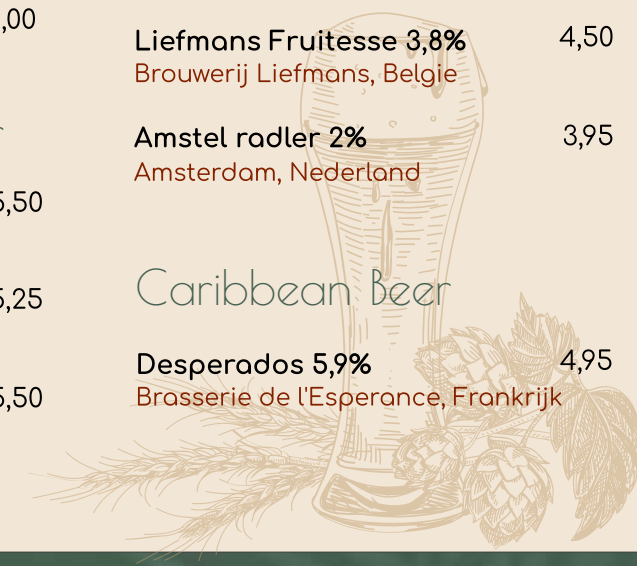 ,00
Liefmans Fruitesse 3,8% 4,50
Brouwerij Liefmans, Belgie
Amstel radler 2% 3,95
Amsterdam, Nederland
5,50
Caribbean Beer
5,25
Desperados 5,9% 4,95
Brasserie de l'Esperance, Frankrijk
5,50